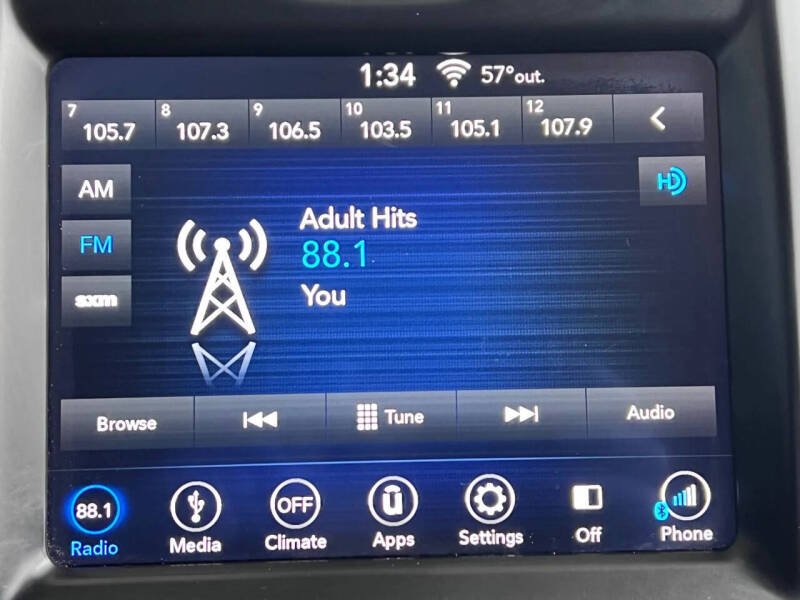 1:34 57°out.
7 8 9 10 11 12
105.7 107.3 106.5 103.5 105.1 107.9
AM
HD
Adult Hits
FM
88.1
sxm
You
Browse Tune Audio
88.1 OFF ū
Radio Media Climate Apps Settings Off Phone